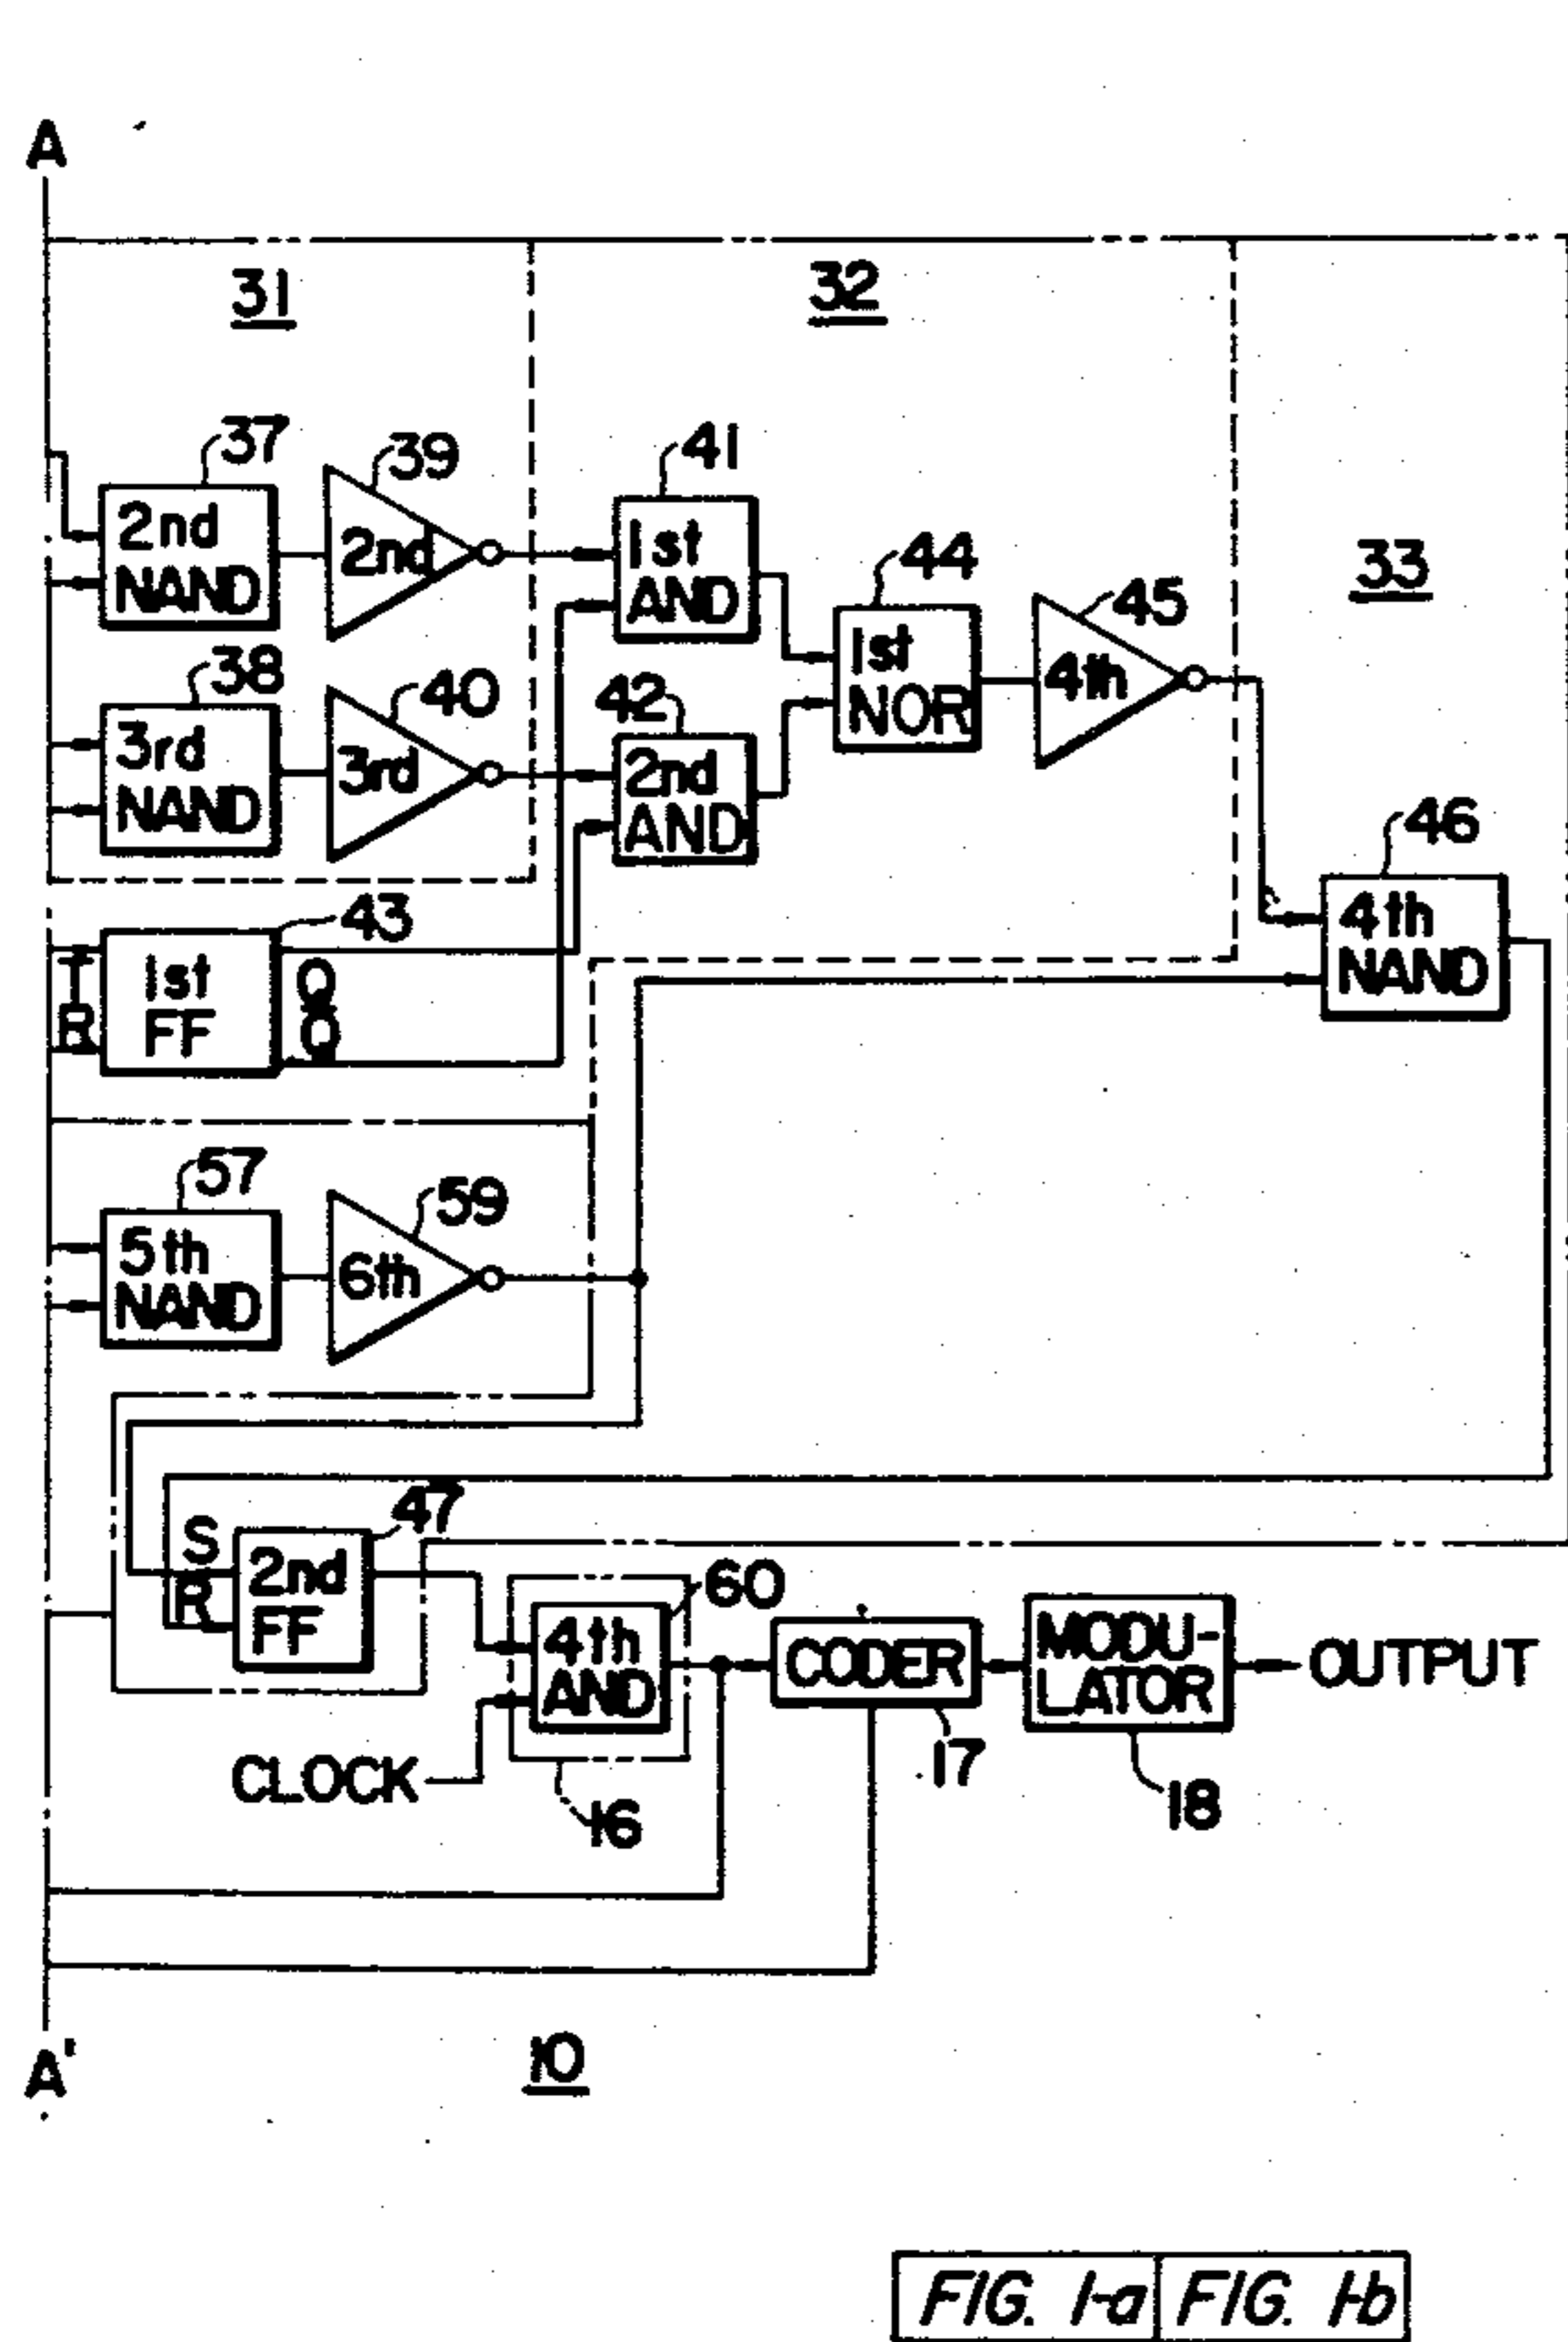 A
31
32
37
39
41
2nd
NAND
2nd
1st
AND
44
45
33
38
40
42
1st
NOR
4th
3rd
NAND
3rd
2nd
AND
46
4th
NAND
43
T
R
1st
FF
Q
Q̅
57
59
5th
NAND
6th
47
S
R
2nd
FF
60
4th
AND
CODER
MODU-
LATOR
OUTPUT
CLOCK
16
17
18
A'
10
FIG. 1-a FIG. 1-b